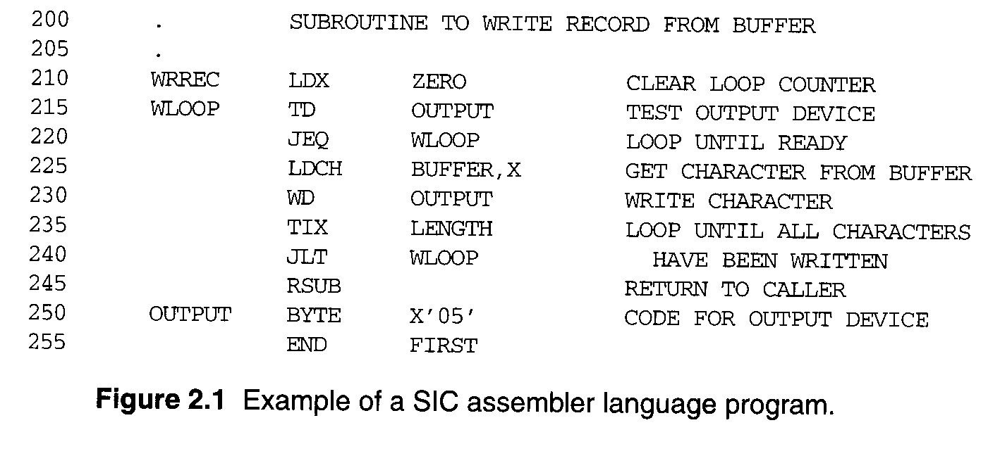 200 . SUBROUTINE TO WRITE RECORD FROM BUFFER
205 .
210 WRREC LDX ZERO CLEAR LOOP COUNTER
215 WLOOP TD OUTPUT TEST OUTPUT DEVICE
220 JEQ WLOOP LOOP UNTIL READY
225 LDCH BUFFER,X GET CHARACTER FROM BUFFER
230 WD OUTPUT WRITE CHARACTER
235 TIX LENGTH LOOP UNTIL ALL CHARACTERS
240 JLT WLOOP HAVE BEEN WRITTEN
245 RSUB RETURN TO CALLER
250 OUTPUT BYTE X'05' CODE FOR OUTPUT DEVICE
255 END FIRST
Figure 2.1 Example of a SIC assembler language program.